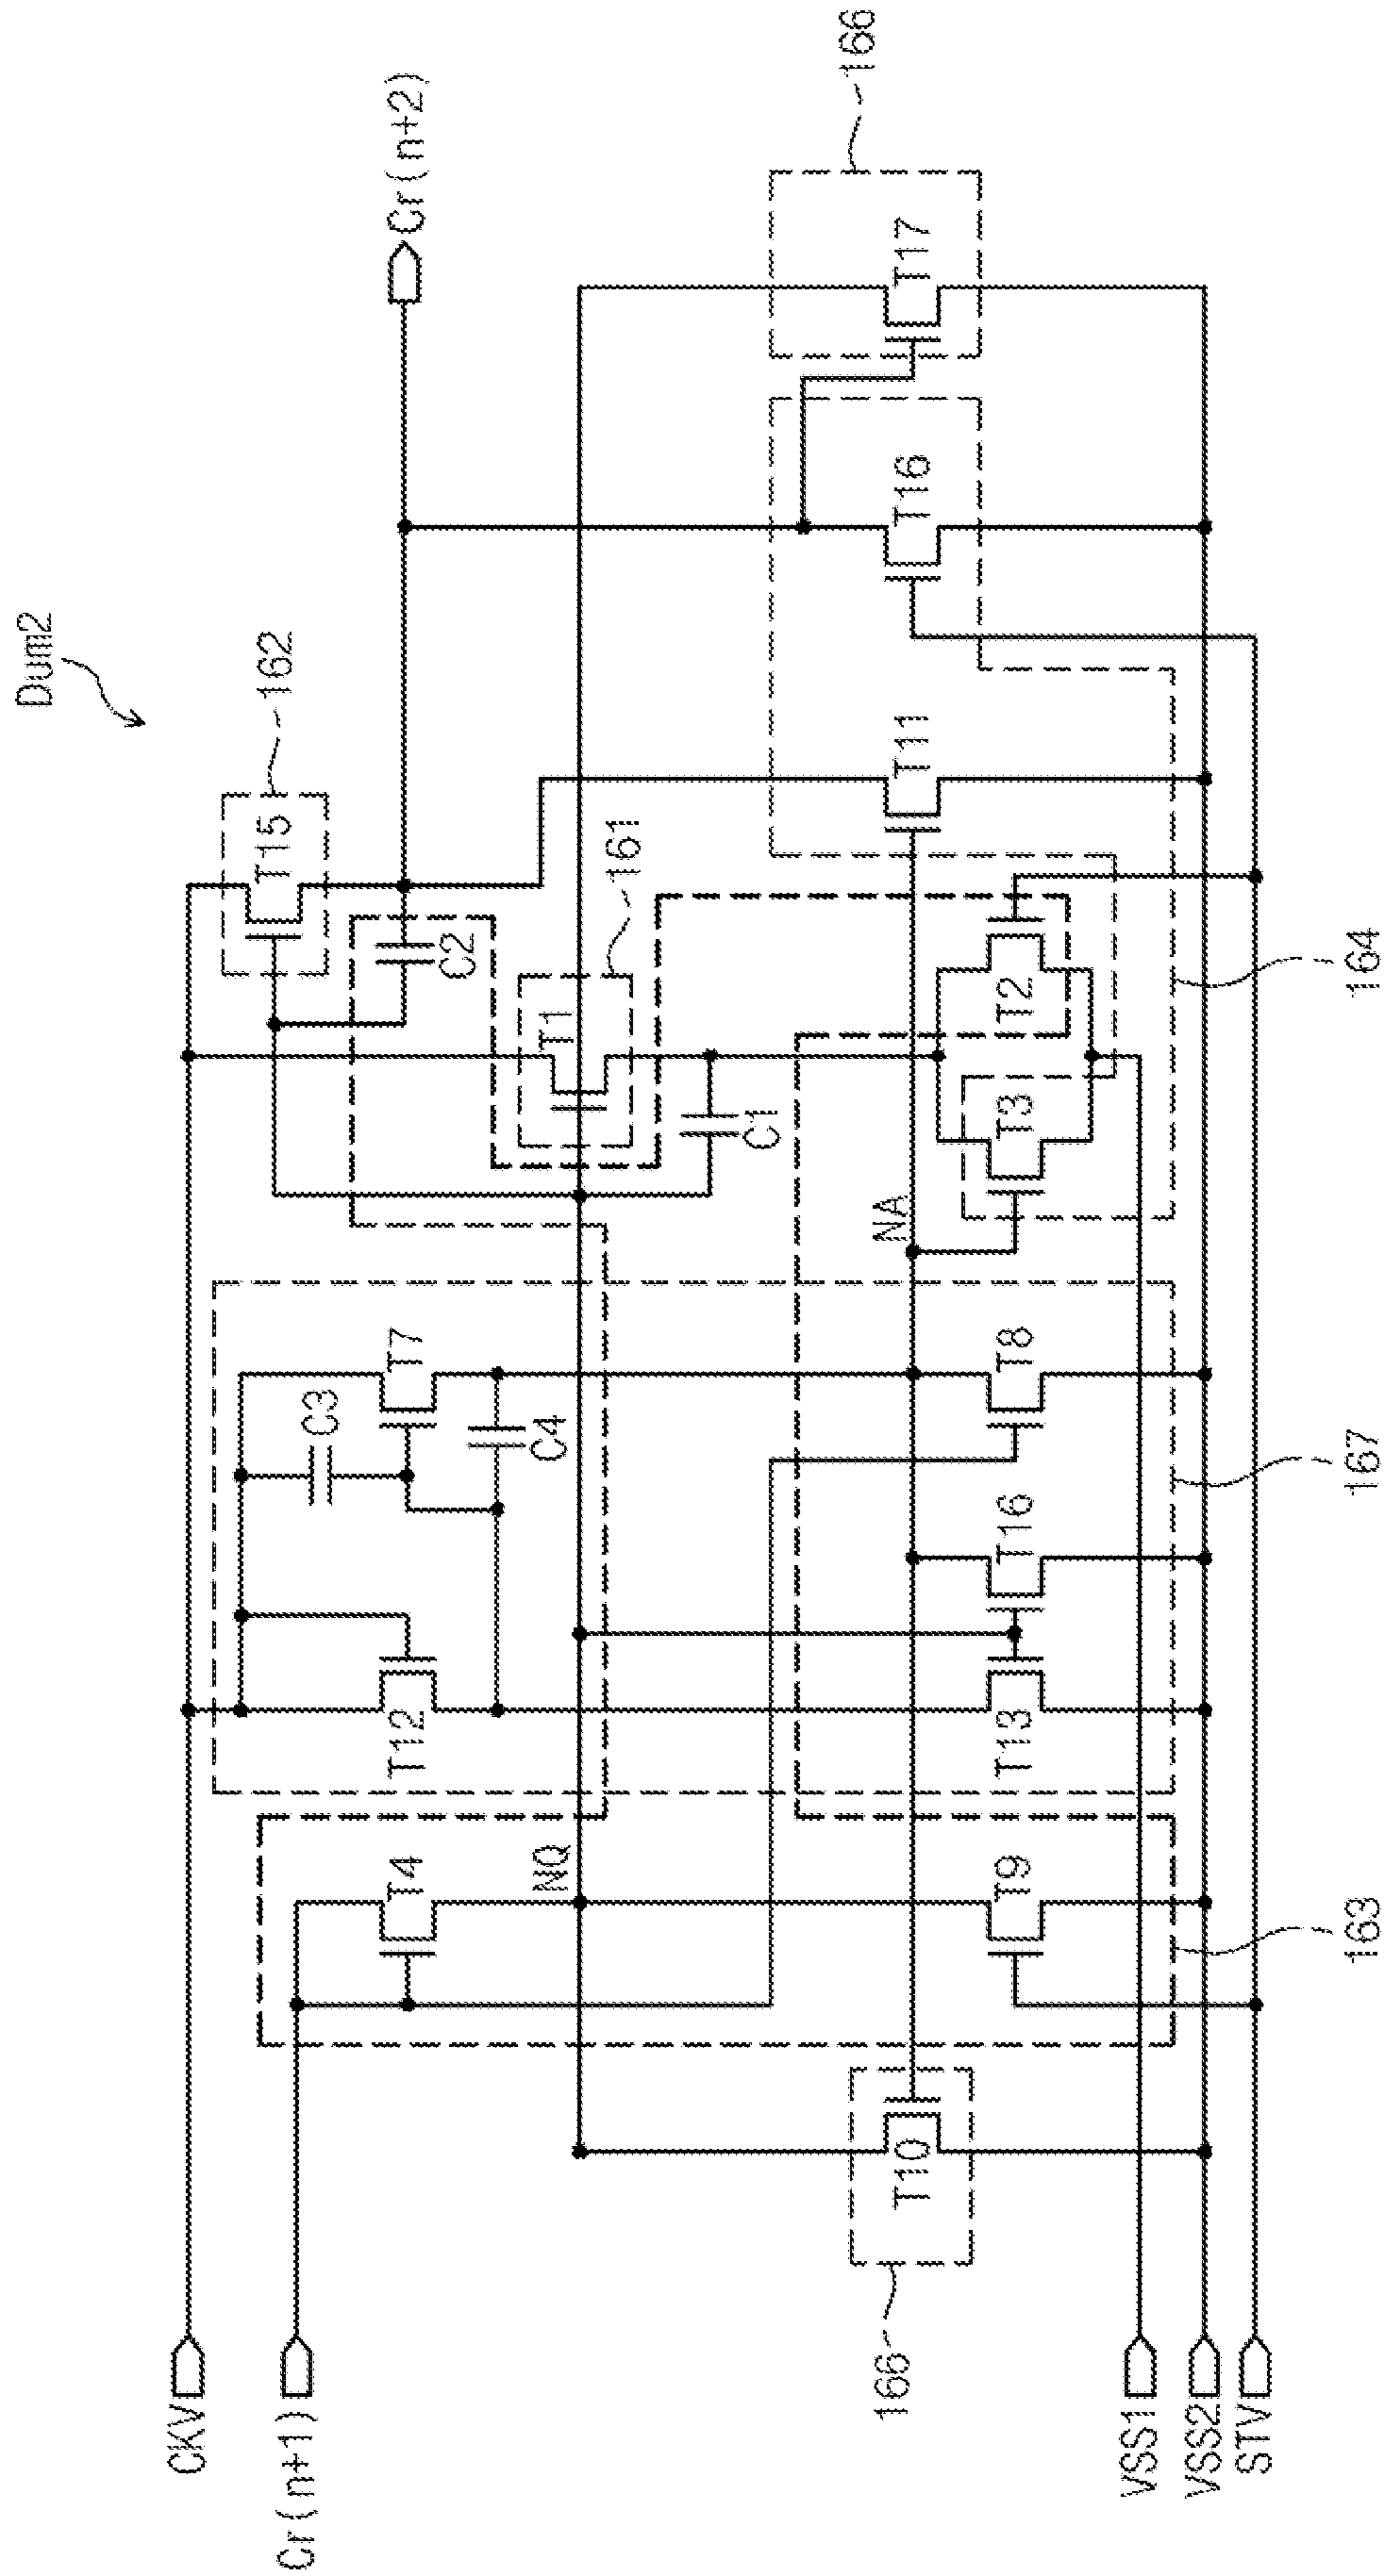 Dum2
CKV
Cr(n+1)
VSS1
VSS2
STV
Cr(n+2)
162
T15
C2
161
T1
C1
166
T17
T16
T11
T2
T3
164
NA
T7
C3
C4
T12
T8
T16
T13
167
T4
NQ
T9
163
T10
166